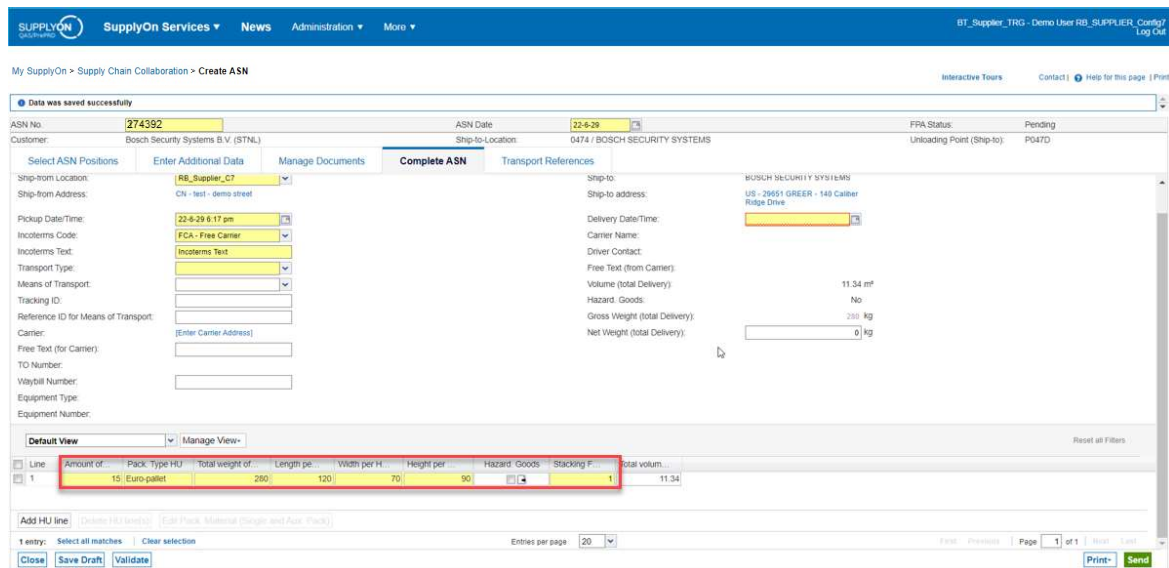 SUPPLYON
QAS/PrePRO
SupplyOn Services ▾ News Administration ▾ More ▾
BT_Supplier_TRG - Demo User RB_SUPPLIER_Config7
Log Out
My SupplyOn > Supply Chain Collaboration > Create ASN
Interactive Tours Contact | Help for this page | Print
Data was saved successfully
ASN No. 274392 ASN Date 22-6-29 FPA Status: Pending
Customer: Bosch Security Systems B.V. (STNL) Ship-to-Location: 0474 / BOSCH SECURITY SYSTEMS Unloading Point (Ship-to): P047D
Select ASN Positions Enter Additional Data Manage Documents Complete ASN Transport References
Ship-from Location: RB_Supplier_C7 Ship-to: BOSCH SECURITY SYSTEMS
Ship-from Address: CN - test - demo street Ship-to address: US - 29651 GREER - 140 Caliber
Ridge Drive
Pickup Date/Time: 22-6-29 6:17 pm Delivery Date/Time:
Incoterms Code: FCA - Free Carrier Carrier Name:
Incoterms Text: Incoterms Text Driver Contact:
Transport Type: Free Text (from Carrier):
Means of Transport: Volume (total Delivery): 11.34 m³
Tracking ID: Hazard. Goods: No
Reference ID for Means of Transport: Gross Weight (total Delivery): 280 kg
Carrier: [Enter Carrier Address] Net Weight (total Delivery): 0 kg
Free Text (for Carrier):
TO Number:
Waybill Number:
Equipment Type:
Equipment Number:
Default View Manage View Reset all Filters
Line Amount of... Pack. Type HU Total weight of... Length pe... Width per H... Height per ... Hazard. Goods Stacking F... Total volum...
1 15 Euro-pallet 280 120 70 90 1 11.34
Add HU line Delete HU line(s) Edit Pack. Material (Single and Aux. Pack)
1 entry: Select all matches | Clear selection Entries per page 20 First Previous | Page 1 of 1 | Next Last
Close Save Draft Validate Print Send